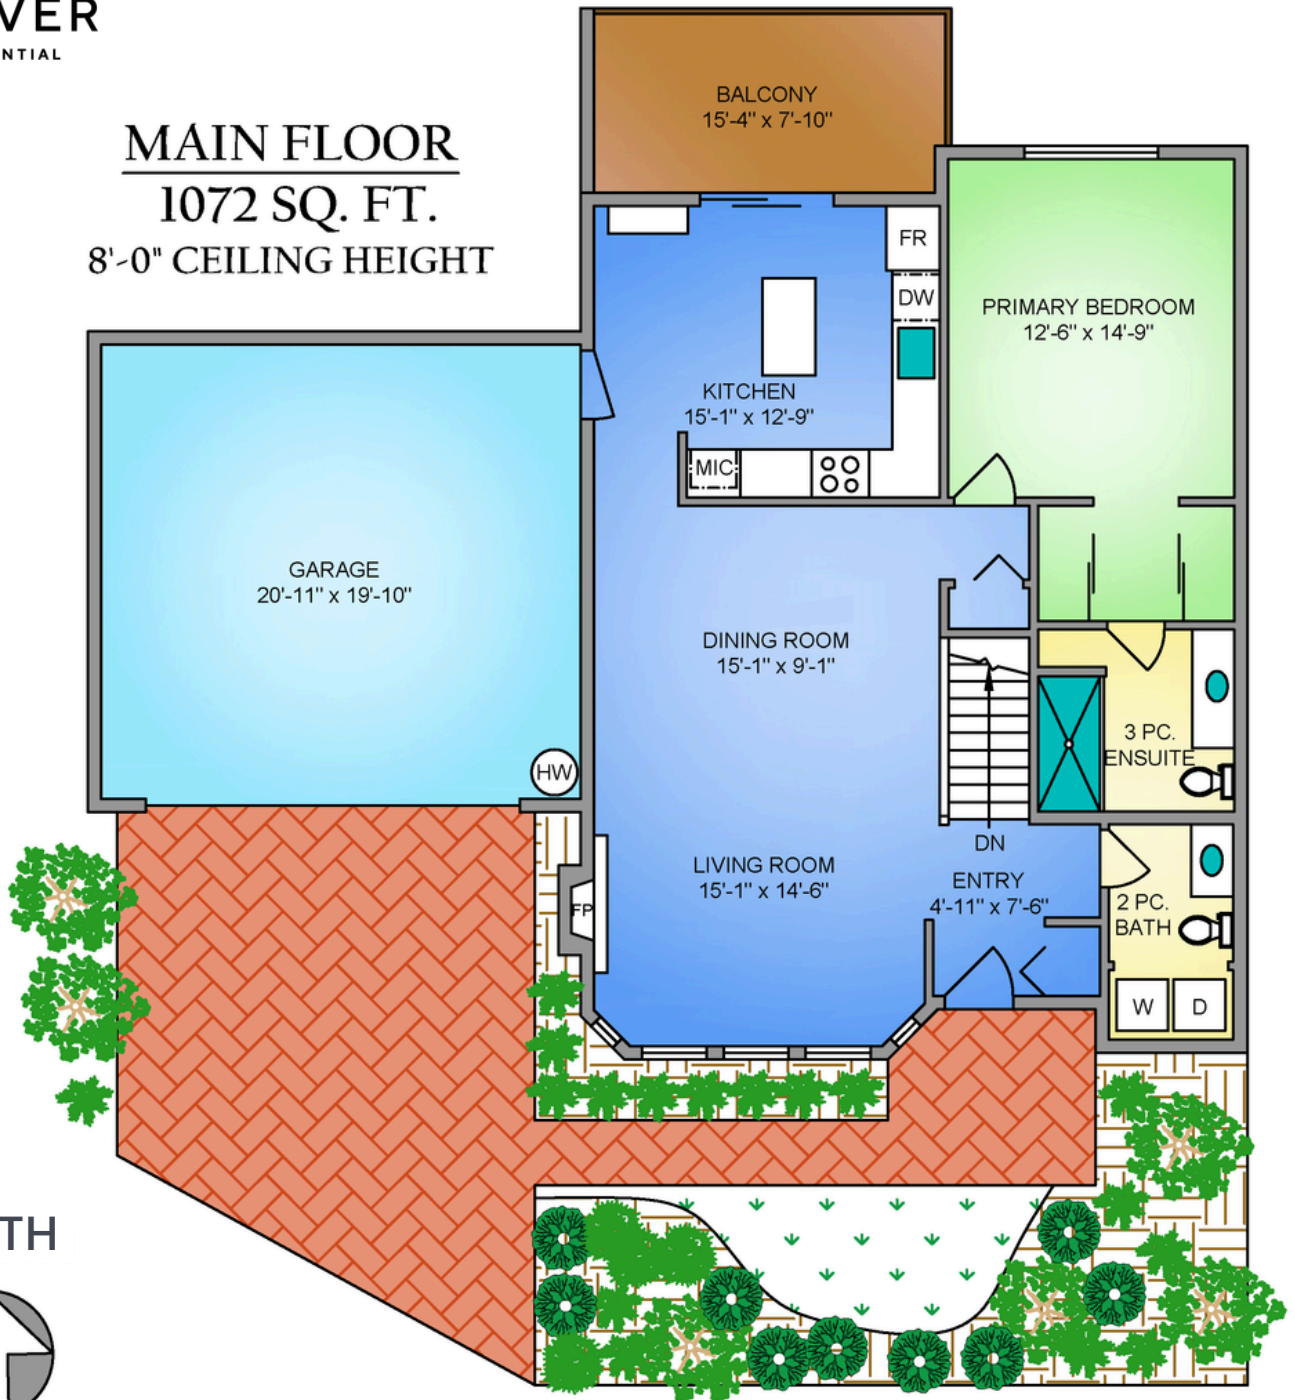 VER
NTIAL
MAIN FLOOR
1072 SQ. FT.
8'-0" CEILING HEIGHT
BALCONY
15'-4" x 7'-10"
FR
DW
PRIMARY BEDROOM
12'-6" x 14'-9"
KITCHEN
15'-1" x 12'-9"
MIC
GARAGE
20'-11" x 19'-10"
DINING ROOM
15'-1" x 9'-1"
3 PC.
ENSUITE
HW
DN
LIVING ROOM
15'-1" x 14'-6"
ENTRY
4'-11" x 7'-6"
FP
2 PC.
BATH
W
D
TH